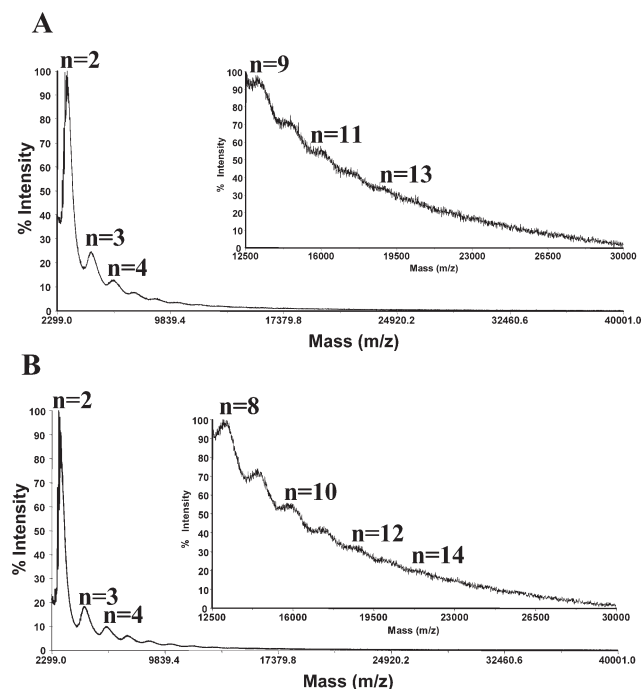 A
n=2
n=3
n=4
100
90
80
70
60
50
40
30
20
10
0
% Intensity
2299.0 9839.4 17379.8 24920.2 32460.6 40001.0
Mass (m/z)
n=9
n=11
n=13
100
90
80
70
60
50
40
30
20
10
0
% Intensity
12500 16000 19500 23000 26500 30000
Mass (m/z)
B
n=2
n=3
n=4
100
90
80
70
60
50
40
30
20
10
0
% Intensity
2299.0 9839.4 17379.8 24920.2 32460.6 40001.0
Mass (m/z)
n=8
n=10
n=12
n=14
100
90
80
70
60
50
40
30
20
10
0
% Intensity
12500 16000 19500 23000 26500 30000
Mass (m/z)